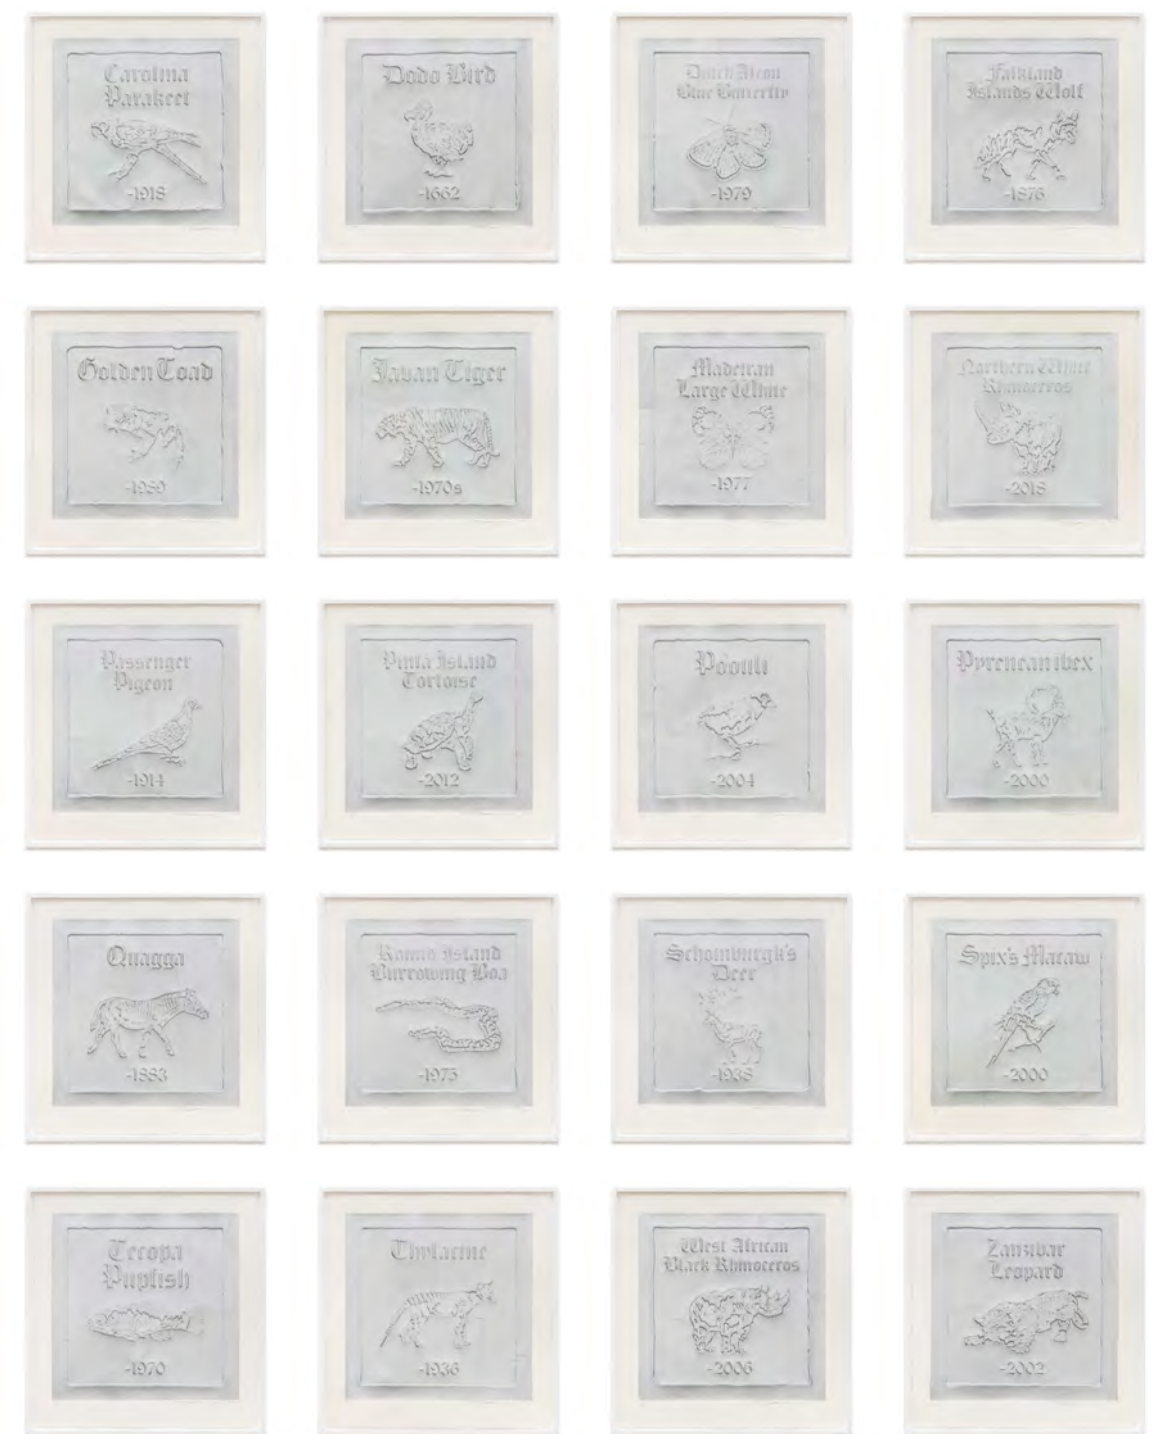 Carolina
Parakeet
-1918
Dodo Bird
-1662
Dutch Alcon
Blue Butterfly
-1979
Falkland
Islands Wolf
-1876
Golden Toad
-1989
Javan Tiger
-1970s
Madeiran
Large White
-1977
Northern White
Rhinoceros
-2018
Passenger
Pigeon
-1914
Pinta Island
Tortoise
-2012
Poouli
-2004
Pyrenean ibex
-2000
Quagga
-1883
Round Island
Burrowing Boa
-1975
Schomburgk's
Deer
-1938
Spix's Macaw
-2000
Tecopa
Pupfish
-1970
Thylacine
-1936
West African
Black Rhinoceros
-2006
Zanzibar
Leopard
-2002